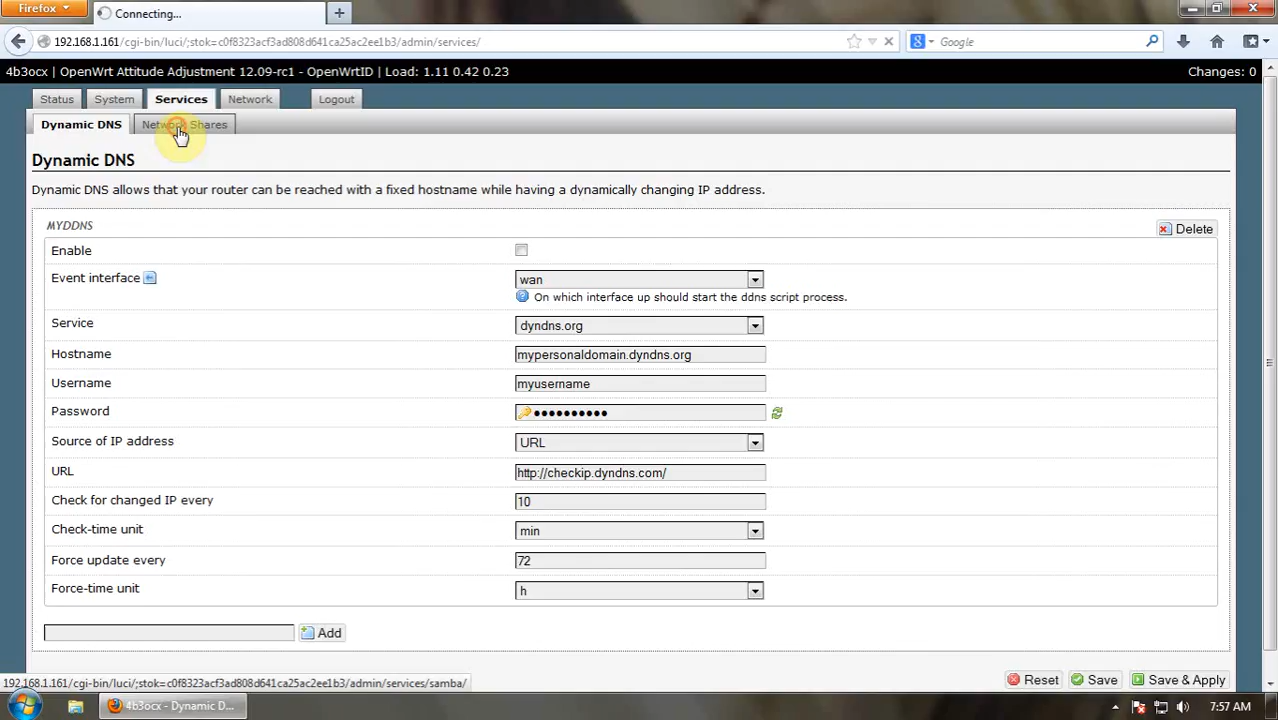 Firefox
Connecting...
192.168.1.161/cgi-bin/luci/;stok=c0f8323acf3ad808d641ca25ac2ee1b3/admin/services/
Google
4b3ocx | OpenWrt Attitude Adjustment 12.09-rc1 - OpenWrtID | Load: 1.11 0.42 0.23
Changes: 0
Status
System
Services
Network
Logout
Dynamic DNS
Network Shares
Dynamic DNS
Dynamic DNS allows that your router can be reached with a fixed hostname while having a dynamically changing IP address.
MYDDNS
Delete
Enable
Event interface
wan
On which interface up should start the ddns script process.
Service
dyndns.org
Hostname
mypersonaldomain.dyndns.org
Username
myusername
Password
●●●●●●●●●●
Source of IP address
URL
URL
http://checkip.dyndns.com/
Check for changed IP every
10
Check-time unit
min
Force update every
72
Force-time unit
h
Add
Reset
Save
Save & Apply
192.168.1.161/cgi-bin/luci/;stok=c0f8323acf3ad808d641ca25ac2ee1b3/admin/services/samba/
4b3ocx - Dynamic D...
7:57 AM